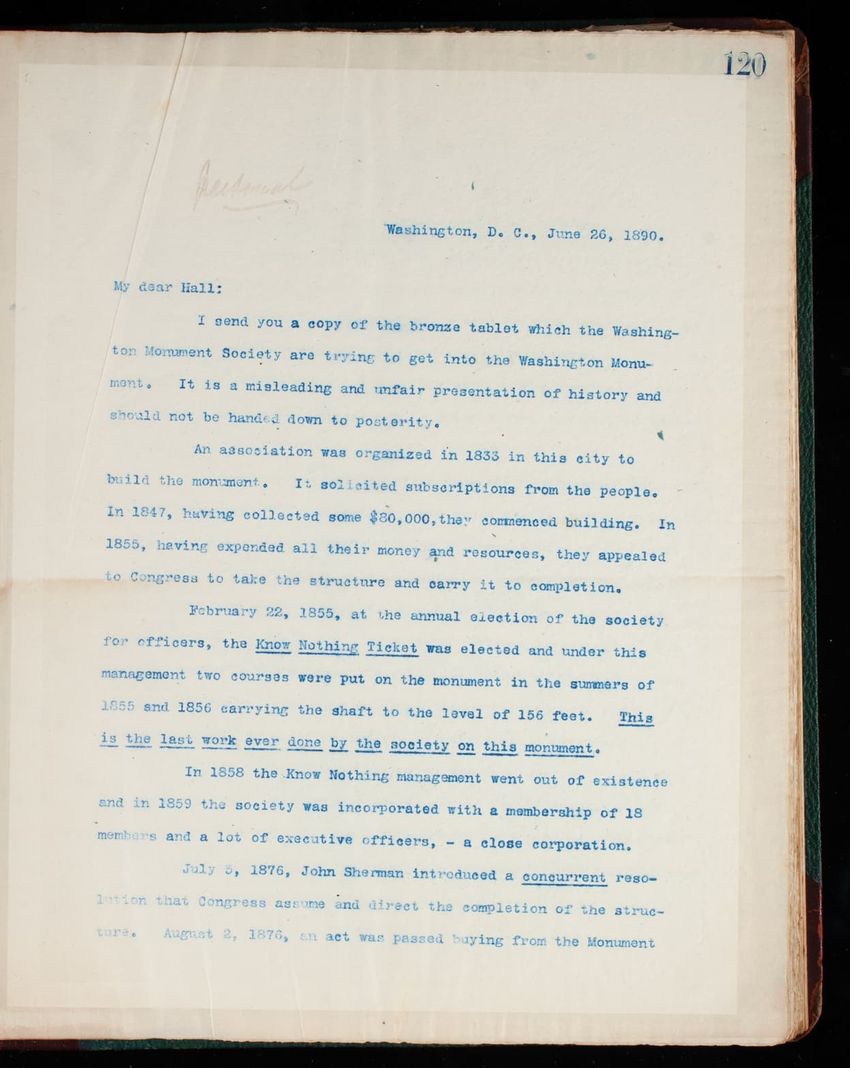 120
Washington, D. C., June 26, 1890.
My dear Hall:
I send you a copy of the bronze tablet which the Washing-
ton Monument Society are trying to get into the Washington Monu-
ment. It is a misleading and unfair presentation of history and
should not be handed down to posterity.
An association was organized in 1833 in this city to
build the monument. It solicited subscriptions from the people.
In 1847, having collected some $80,000,they commenced building. In
1855, having expended all their money and resources, they appealed
to Congress to take the structure and carry it to completion.
February 22, 1855, at the annual election of the society
for officers, the Know Nothing Ticket was elected and under this
management two courses were put on the monument in the summers of
1855 and 1856 carrying the shaft to the level of 156 feet. This
is the last work ever done by the society on this monument.
In 1858 the Know Nothing management went out of existence
and in 1859 the society was incorporated with a membership of 18
members and a lot of executive officers, - a close corporation.
July 5, 1876, John Sherman introduced a concurrent reso-
lution that Congress assume and direct the completion of the struc-
ture. August 2, 1876, an act was passed buying from the Monument